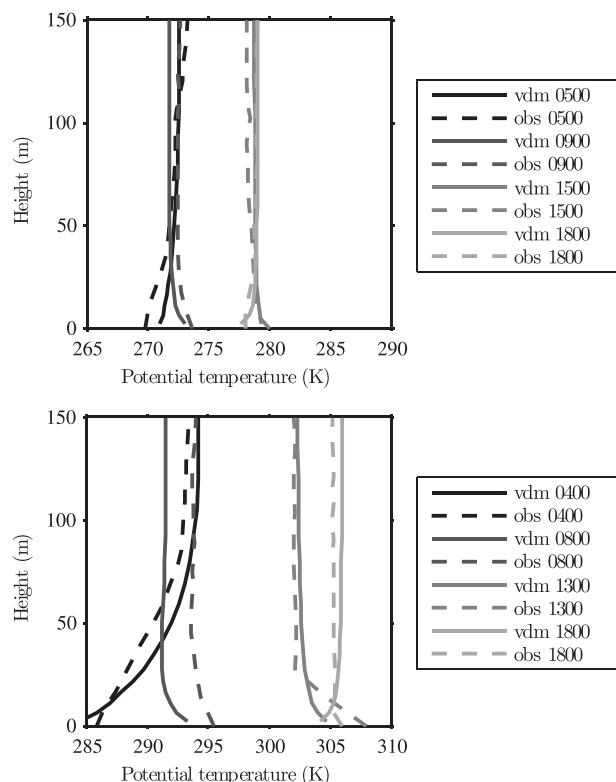 150
100
50
0
Height (m)
265 270 275 280 285 290
Potential temperature (K)
vdm 0500
obs 0500
vdm 0900
obs 0900
vdm 1500
obs 1500
vdm 1800
obs 1800
150
100
50
0
Height (m)
285 290 295 300 305 310
Potential temperature (K)
vdm 0400
obs 0400
vdm 0800
obs 0800
vdm 1300
obs 1300
vdm 1800
obs 1800